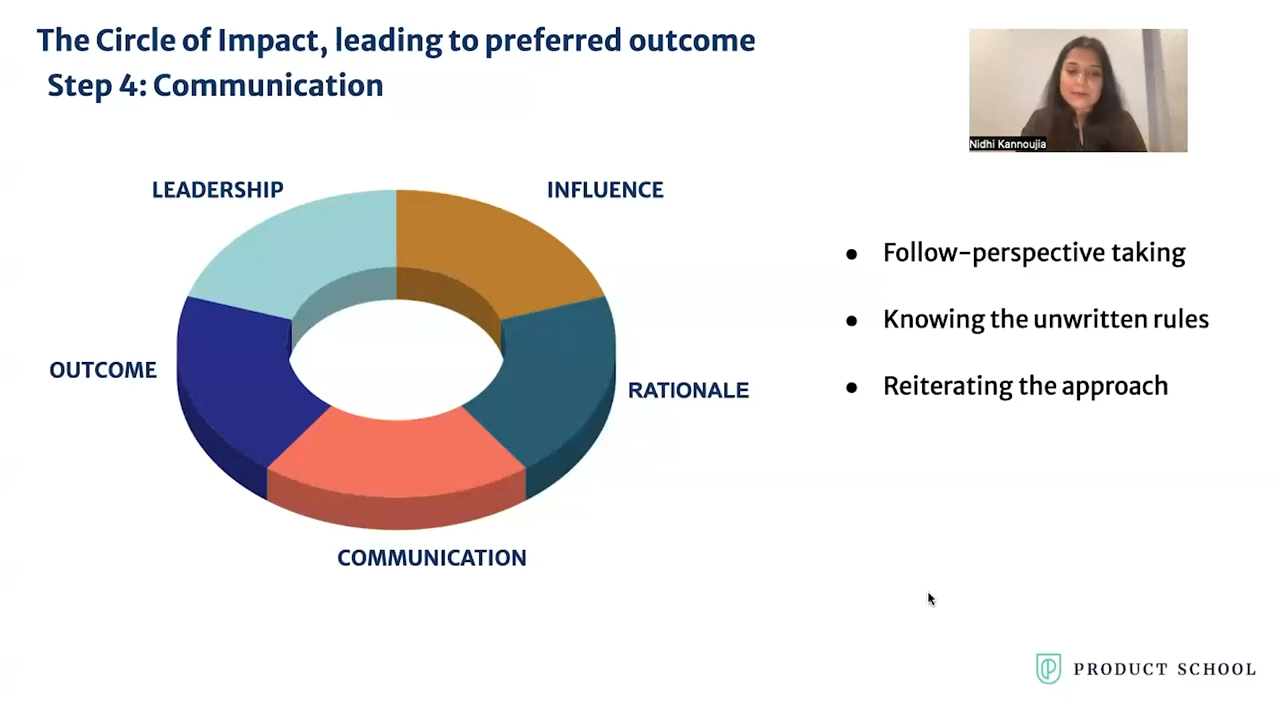 The Circle of Impact, leading to preferred outcome
Step 4: Communication
Nidhi Kannoujia
LEADERSHIP
INFLUENCE
OUTCOME
RATIONALE
COMMUNICATION
● Follow-perspective taking
● Knowing the unwritten rules
● Reiterating the approach
PRODUCT SCHOOL